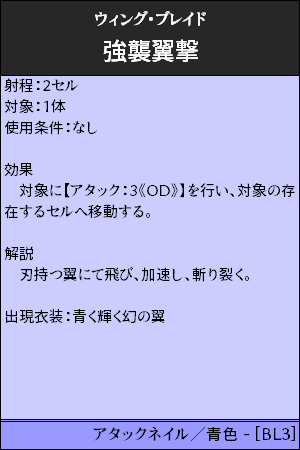 ウィング・ブレイド
強襲翼撃
射程：2セル
対象：1体
使用条件：なし
効果
　対象に【アタック：3《OD》】を行い、対象の存
在するセルへ移動する。
解説
　刃持つ翼にて飛び、加速し、斬り裂く。
出現衣装：青く輝く幻の翼
アタックネイル／青色 - [BL3]